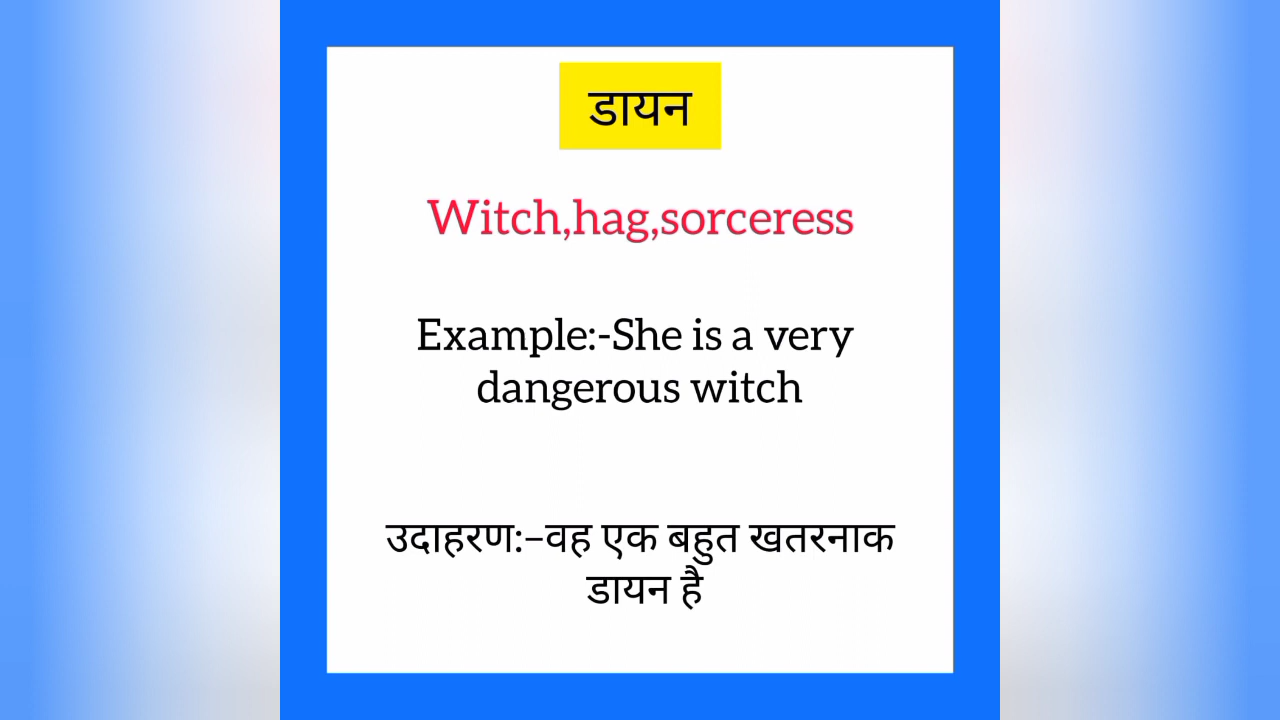 डायन
Witch,hag,sorceress
Example:-She is a very
dangerous witch
उदाहरण:–वह एक बहुत खतरनाक
डायन है